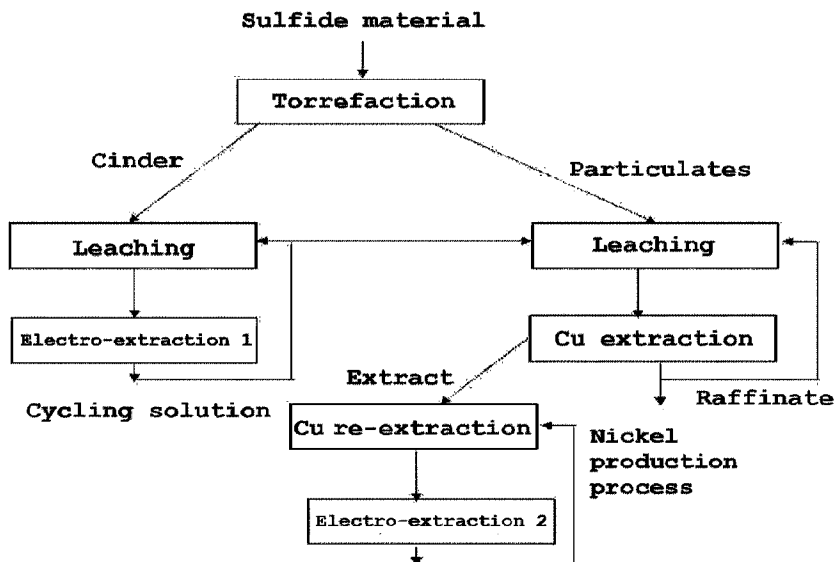 Sulfide material
Torrefaction
Cinder
Particulates
Leaching
Leaching
Electro-extraction 1
Cu extraction
Extract
Cycling solution
Raffinate
Cu re-extraction
Nickel
production
process
Electro-extraction 2